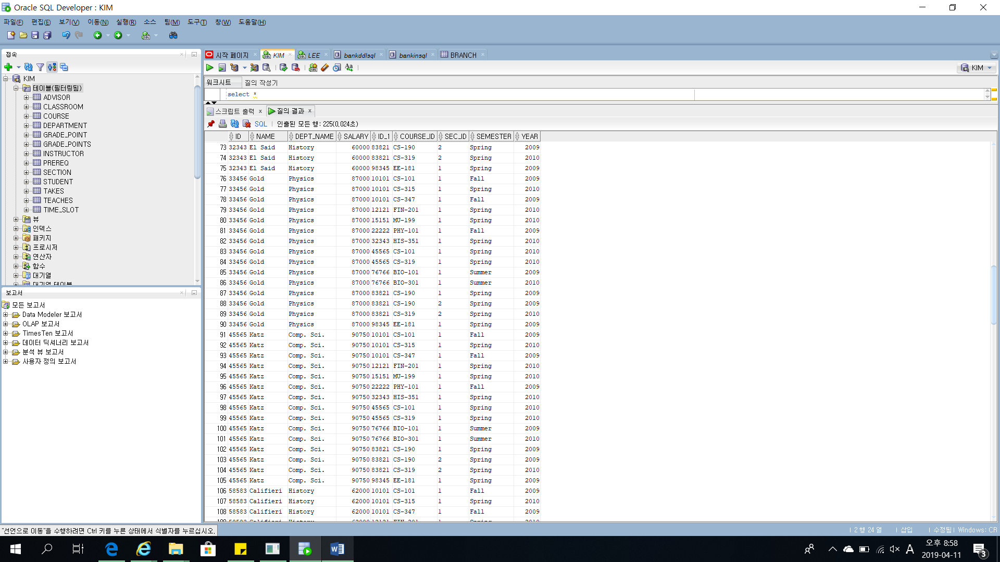 Oracle SQL Developer : KIM
파일(F) 편집(E) 보기(V) 이동(N) 실행(R) 소스 팀(M) 도구(T) 창(W) 도움말(H)
접속
KIM
테이블(필터링됨)
ADVISOR
CLASSROOM
COURSE
DEPARTMENT
GRADE_POINT
GRADE_POINTS
INSTRUCTOR
PREREQ
SECTION
STUDENT
TAKES
TEACHES
TIME_SLOT
뷰
인덱스
패키지
프로시저
연산자
함수
대기열
대기열 테이블
보고서
모든 보고서
Data Modeler 보고서
OLAP 보고서
TimesTen 보고서
데이터 딕셔너리 보고서
분석 뷰 보고서
사용자 정의 보고서
시작 페이지 KIM LEE bankddlsql bankinsql BRANCH
KIM
워크시트 질의 작성기
select *
스크립트 출력 질의 결과
SQL 인출된 모든 행: 225(0,024초)
ID NAME DEPT_NAME SALARY ID_1 COURSE_ID SEC_ID SEMESTER YEAR
73 32343 El Said History 60000 83821 CS-190 2 Spring 2009
74 32343 El Said History 60000 83821 CS-319 2 Spring 2010
75 32343 El Said History 60000 98345 EE-181 1 Spring 2009
76 33456 Gold Physics 87000 10101 CS-101 1 Fall 2009
77 33456 Gold Physics 87000 10101 CS-315 1 Spring 2010
78 33456 Gold Physics 87000 10101 CS-347 1 Fall 2009
79 33456 Gold Physics 87000 12121 FIN-201 1 Spring 2010
80 33456 Gold Physics 87000 15151 MU-199 1 Spring 2010
81 33456 Gold Physics 87000 22222 PHY-101 1 Fall 2009
82 33456 Gold Physics 87000 32343 HIS-351 1 Spring 2010
83 33456 Gold Physics 87000 45565 CS-101 1 Spring 2010
84 33456 Gold Physics 87000 45565 CS-319 1 Spring 2010
85 33456 Gold Physics 87000 76766 BIO-101 1 Summer 2009
86 33456 Gold Physics 87000 76766 BIO-301 1 Summer 2010
87 33456 Gold Physics 87000 83821 CS-190 1 Spring 2009
88 33456 Gold Physics 87000 83821 CS-190 2 Spring 2009
89 33456 Gold Physics 87000 83821 CS-319 2 Spring 2010
90 33456 Gold Physics 87000 98345 EE-181 1 Spring 2009
91 45565 Katz Comp. Sci. 90750 10101 CS-101 1 Fall 2009
92 45565 Katz Comp. Sci. 90750 10101 CS-315 1 Spring 2010
93 45565 Katz Comp. Sci. 90750 10101 CS-347 1 Fall 2009
94 45565 Katz Comp. Sci. 90750 12121 FIN-201 1 Spring 2010
95 45565 Katz Comp. Sci. 90750 15151 MU-199 1 Spring 2010
96 45565 Katz Comp. Sci. 90750 22222 PHY-101 1 Fall 2009
97 45565 Katz Comp. Sci. 90750 32343 HIS-351 1 Spring 2010
98 45565 Katz Comp. Sci. 90750 45565 CS-101 1 Spring 2010
99 45565 Katz Comp. Sci. 90750 45565 CS-319 1 Spring 2010
100 45565 Katz Comp. Sci. 90750 76766 BIO-101 1 Summer 2009
101 45565 Katz Comp. Sci. 90750 76766 BIO-301 1 Summer 2010
102 45565 Katz Comp. Sci. 90750 83821 CS-190 1 Spring 2009
103 45565 Katz Comp. Sci. 90750 83821 CS-190 2 Spring 2009
104 45565 Katz Comp. Sci. 90750 83821 CS-319 2 Spring 2010
105 45565 Katz Comp. Sci. 90750 98345 EE-181 1 Spring 2009
106 58583 Califieri History 62000 10101 CS-101 1 Fall 2009
107 58583 Califieri History 62000 10101 CS-315 1 Spring 2010
108 58583 Califieri History 62000 10101 CS-347 1 Fall 2009
109 58583 Califieri History 62000 12121 FIN-201 1 Spring 2010
"선언으로 이동"을 수행하려면 Ctrl 키를 누른 상태에서 식별자를 누르십시오.
2 행 24 열 삽입 수정됨 Windows: CR
A 오후 8:58
2019-04-11
3